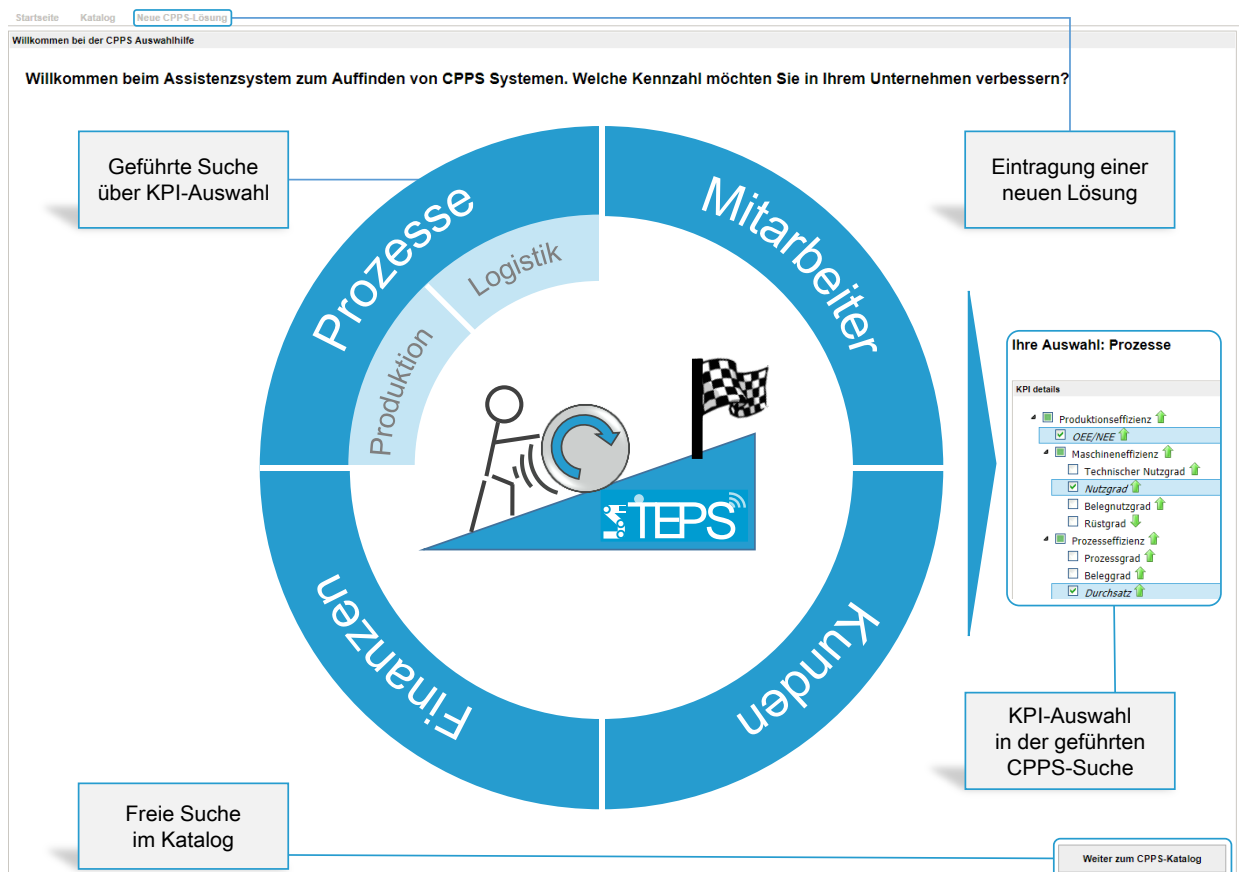 Startseite Katalog Neue CPPS-Lösung
Willkommen bei der CPPS Auswahlhilfe
Willkommen beim Assistenzsystem zum Auffinden von CPPS Systemen. Welche Kennzahl möchten Sie in Ihrem Unternehmen verbessern?
Geführte Suche
über KPI-Auswahl
Eintragung einer
neuen Lösung
Prozesse
Mitarbeiter
Logistik
Produktion
Finanzen
Kunden
iTEPS
Ihre Auswahl: Prozesse
KPI details
Produktionseffizienz
OEE/NEE
Maschineneffizienz
Technischer Nutzgrad
Nutzgrad
Belegnutzgrad
Rüstgrad
Prozesseffizienz
Prozessgrad
Beleggrad
Durchsatz
KPI-Auswahl
in der geführten
CPPS-Suche
Freie Suche
im Katalog
Weiter zum CPPS-Katalog